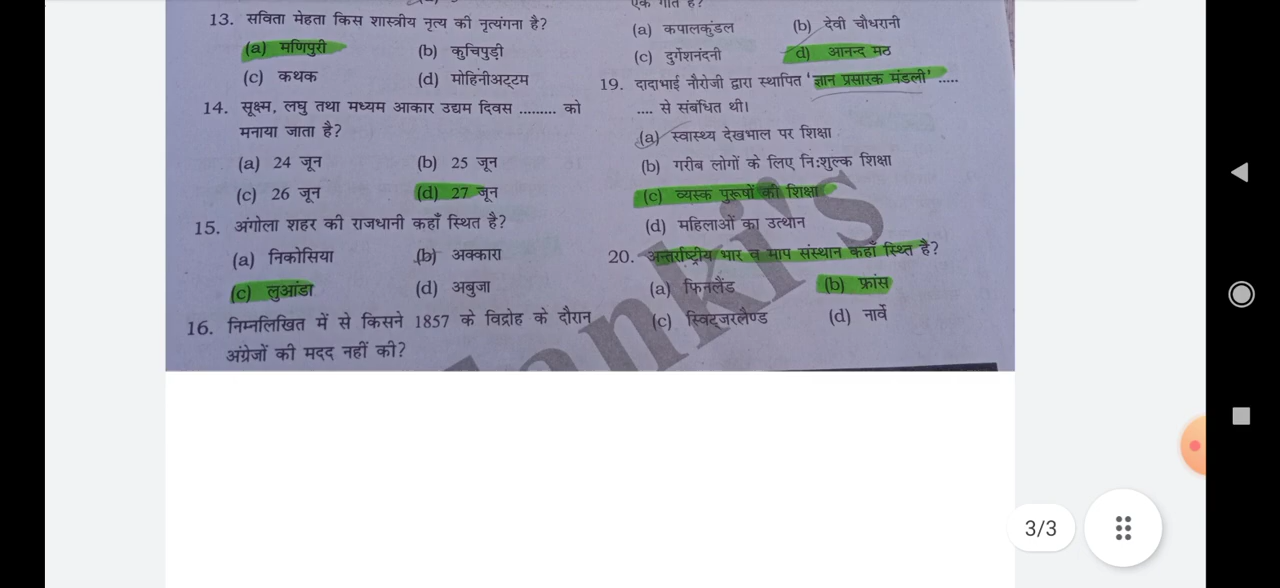 13. सविता मेहता किस शास्त्रीय नृत्य की नृत्यंगना है?
(a) मणिपुरी (b) कुचिपुड़ी
(c) कथक (d) मोहिनीअट्टम
14. सूक्ष्म, लघु तथा मध्यम आकार उद्यम दिवस ......... को
मनाया जाता है?
(a) 24 जून (b) 25 जून
(c) 26 जून (d) 27 जून
15. अंगोला शहर की राजधानी कहाँ स्थित है?
(a) निकोसिया (b) अक्कारा
(c) लुआंडा (d) अबुजा
16. निम्नलिखित में से किसने 1857 के विद्रोह के दौरान
अंग्रेजों की मदद नहीं की?
एक गीत है?
(a) कपालकुंडल (b) देवी चौधरानी
(c) दुर्गेशनंदनी d) आनन्द मठ
19. दादाभाई नौरोजी द्वारा स्थापित 'ज्ञान प्रसारक मंडली' .....
.... से संबंधित थी।
(a) स्वास्थ्य देखभाल पर शिक्षा
(b) गरीब लोगों के लिए नि:शुल्क शिक्षा
(c) व्यस्क पुरूषों की शिक्षा
(d) महिलाओं का उत्थान
20. अन्तर्राष्ट्रीय भार व माप संस्थान कहाँ स्थित है?
(a) फिनलैंड (b) फ्रांस
(c) स्विट्जरलैण्ड (d) नार्वे
3/3